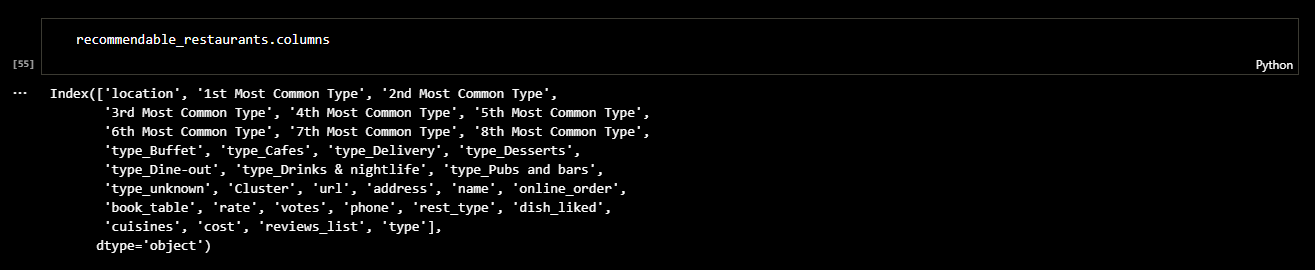 recommendable_restaurants.columns
[55]
Python
...
Index(['location', '1st Most Common Type', '2nd Most Common Type',
'3rd Most Common Type', '4th Most Common Type', '5th Most Common Type',
'6th Most Common Type', '7th Most Common Type', '8th Most Common Type',
'type_Buffet', 'type_Cafes', 'type_Delivery', 'type_Desserts',
'type_Dine-out', 'type_Drinks & nightlife', 'type_Pubs and bars',
'type_unknown', 'Cluster', 'url', 'address', 'name', 'online_order',
'book_table', 'rate', 'votes', 'phone', 'rest_type', 'dish_liked',
'cuisines', 'cost', 'reviews_list', 'type'],
dtype='object')